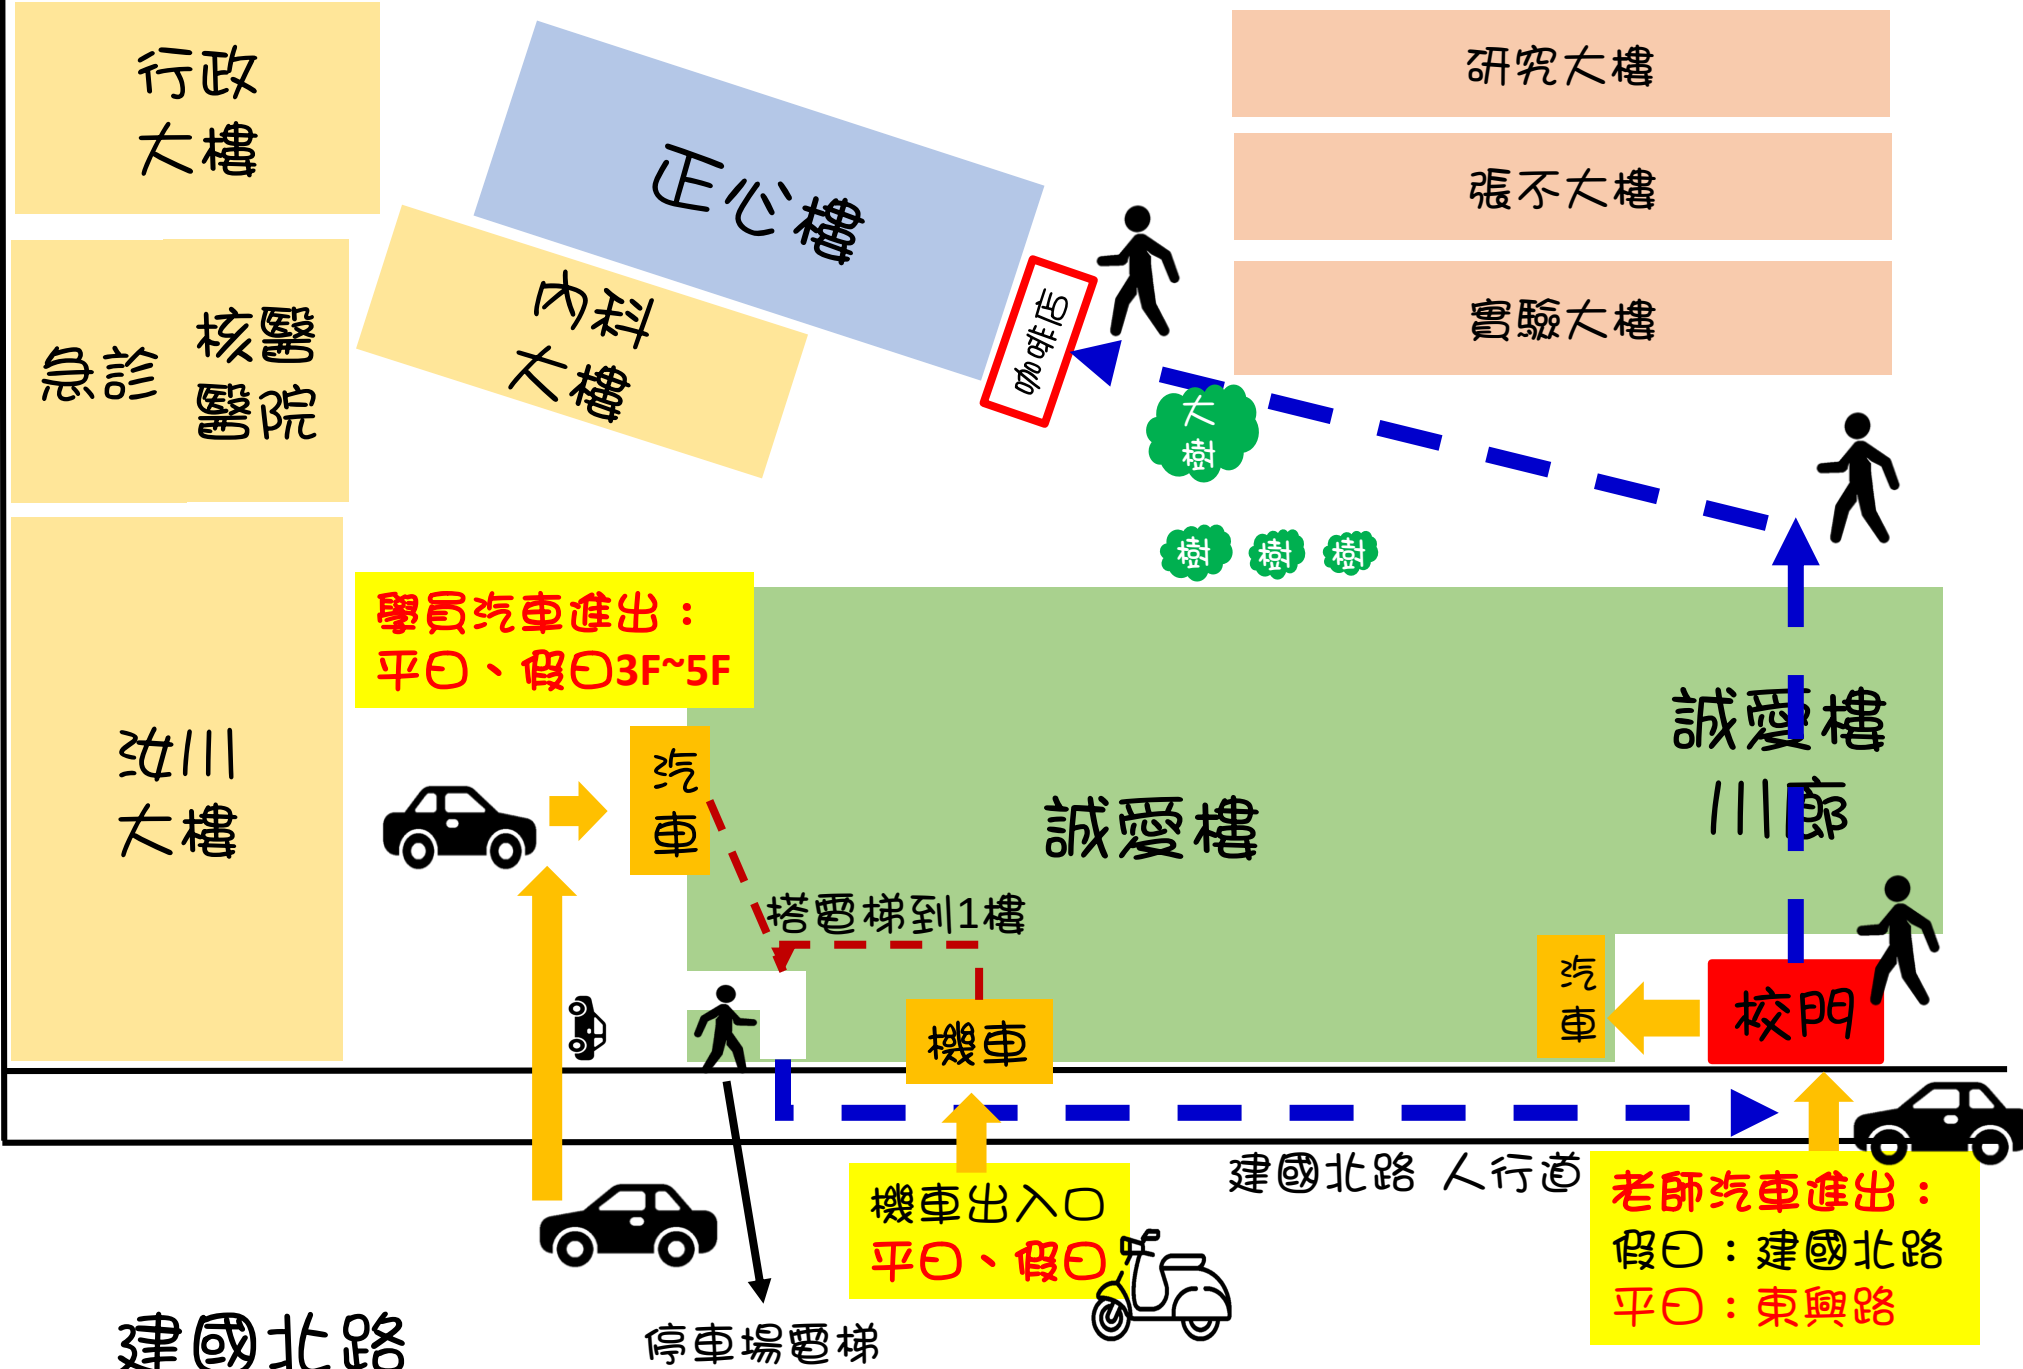 行政
大樓
正心樓
研究大樓
張不大樓
實驗大樓
內科
大樓
咖啡店
急診
核醫
醫院
大
樹
樹
樹
樹
學員汽車進出：
平日、假日3F~5F
汝川
大樓
汽
車
誠愛樓
誠愛樓
川廊
搭電梯到1樓
汽
車
機車
校門
建國北路 人行道
機車出入口
平日、假日
老師汽車進出：
假日：建國北路
平日：東興路
停車場電梯
建國北路